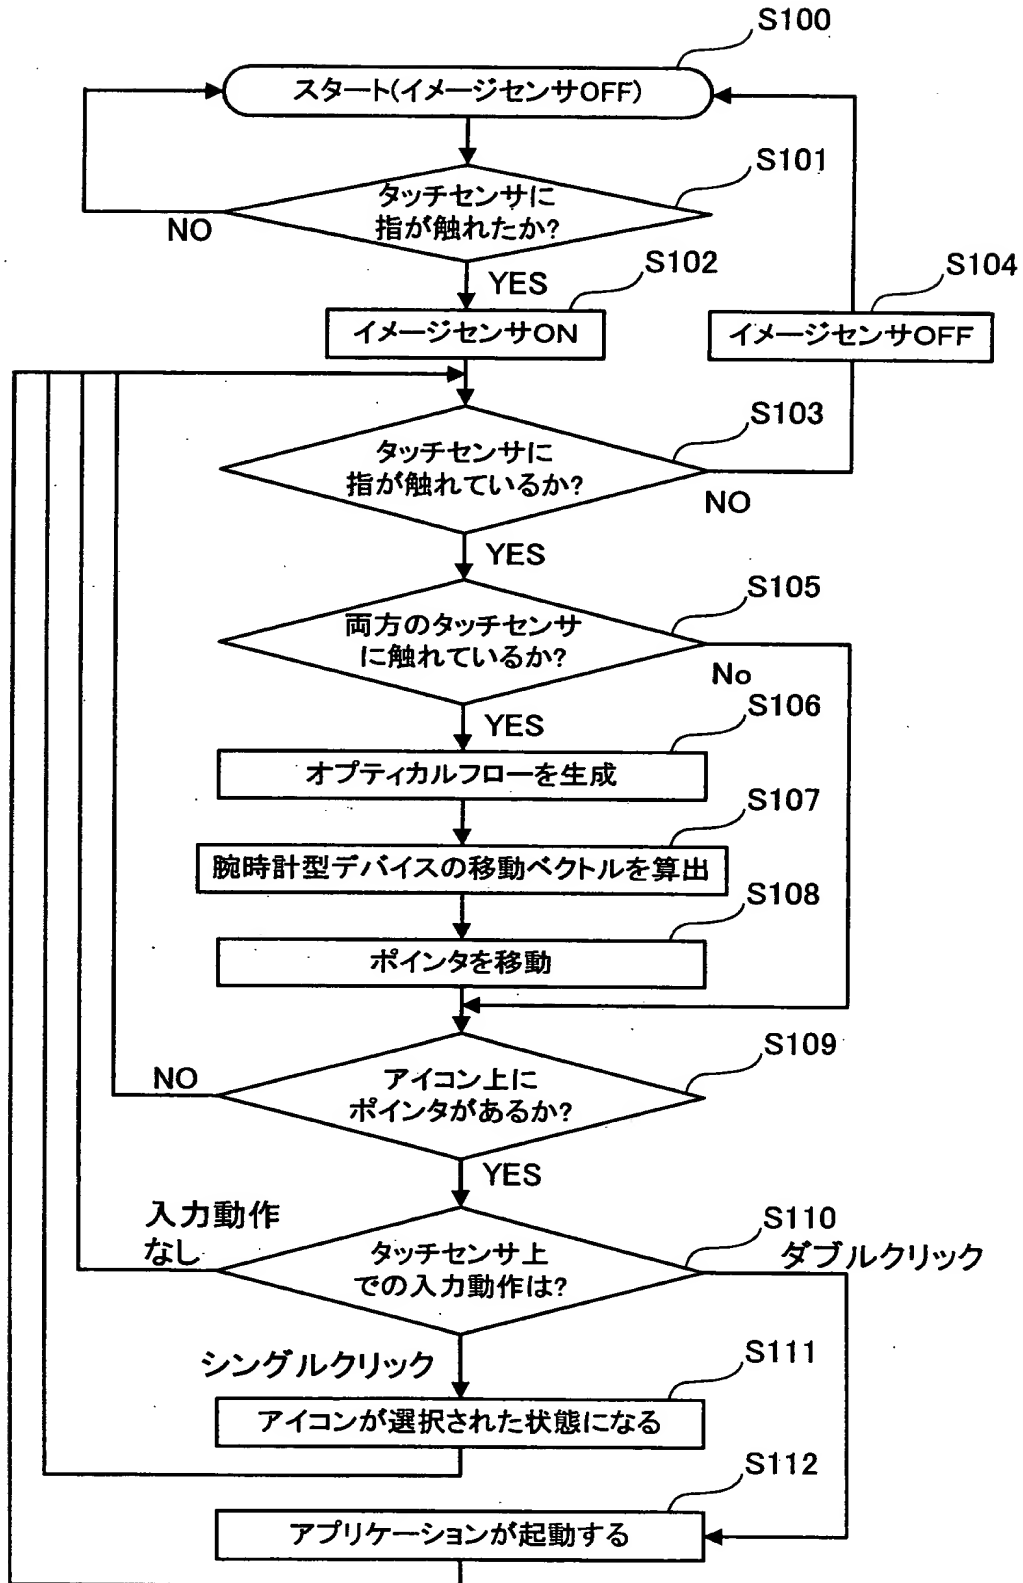 S100
スタート(イメージセンサOFF)
S101
タッチセンサに
指が触れたか?
NO
YES
S102
イメージセンサON
S104
イメージセンサOFF
S103
タッチセンサに
指が触れているか?
NO
YES
S105
両方のタッチセンサ
に触れているか?
No
YES
S106
オプティカルフローを生成
S107
腕時計型デバイスの移動ベクトルを算出
S108
ポインタを移動
S109
アイコン上に
ポインタがあるか?
NO
YES
S110
タッチセンサ上
での入力動作は?
入力動作
なし
ダブルクリック
シングルクリック
S111
アイコンが選択された状態になる
S112
アプリケーションが起動する